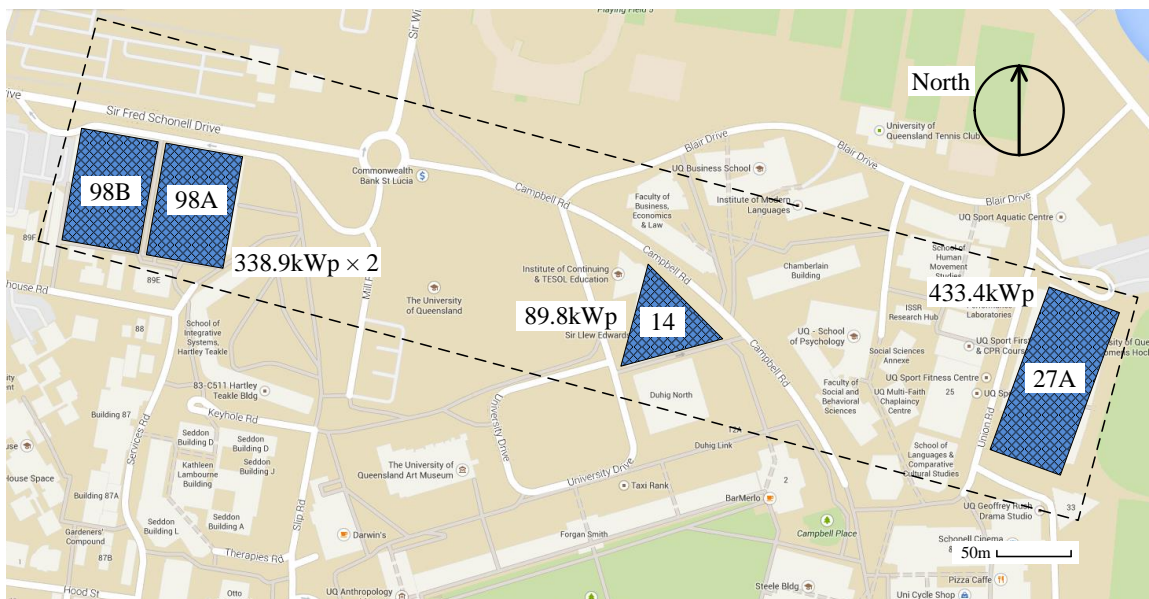 Playing Field 5
Sir Wi
rive
Sir Fred Schonell Drive
North
University of
Queensland Tennis Club
Blair Drive
Blair Drive
Commonwealth
Bank St Lucia
UQ Business School
98B
98A
Campbell Rd
Faculty of
Business,
Economics
& Law
Institute of Modern
Languages
Blair Drive
UQ Sport Aquatic Centre
89F
89E
338.9kWp × 2
Mill R
The University
of Queensland
Institute of Continuing
& TESOL Education
Campbell Rd
Chamberlain
Building
School of
Human
Movement
Studies
433.4kWp
Laboratories
house Rd
89.8kWp
14
Sir Llew Edwards
ISSR
Research Hub
88
School of
Integrative
Systems,
Hartley Teakle
UQ - School
of Psychology
Social Sciences
Annexe
UQ Sport First
& CPR Cours
27A
83-C511 Hartley
Teakle Bldg
Campbell Rd
Faculty of
Social and
Behavioral
Sciences
UQ Sport Fitness Centre
UQ Multi-Faith
Chaplaincy
Centre
25
UQ Sp
Building 87
Keyhole Rd
University Drive
Duhig North
Union Rd
Services Rd
Seddon
Building D
Seddon
Building D
Kathleen
Lambourne
Building
Seddon
Building J
12A
Duhig Link
School of
Languages &
Comparative
Cultural Studies
House Space
The University of
Queensland Art Museum
University Drive
Building 87A
Taxi Rank
2
BarMerlo
UQ Geoffrey Rush
Drama Studio
33
Seddon
Building A
Seddon
Building L
Slip Rd
Gardeners'
Compound
87B
Darwin's
Forgan Smith
Campbell Place
Schonell Cinema
50m
Therapies Rd
Hood St
Otto
UQ Anthropology
Steele Bldg
Pizza Caffe
Uni Cycle Shop